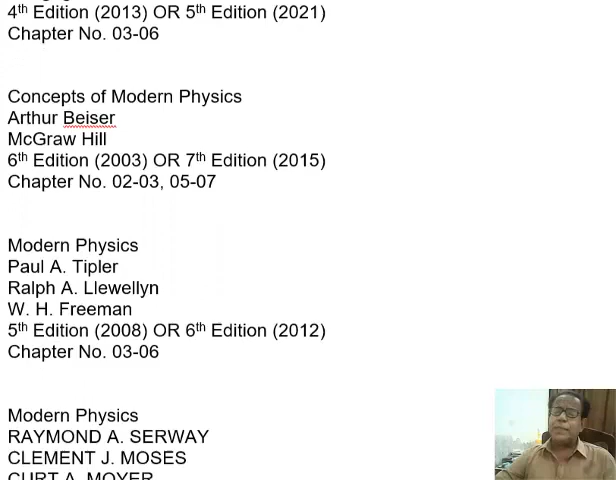 4th Edition (2013) OR 5th Edition (2021)
Chapter No. 03-06
Concepts of Modern Physics
Arthur Beiser
McGraw Hill
6th Edition (2003) OR 7th Edition (2015)
Chapter No. 02-03, 05-07
Modern Physics
Paul A. Tipler
Ralph A. Llewellyn
W. H. Freeman
5th Edition (2008) OR 6th Edition (2012)
Chapter No. 03-06
Modern Physics
RAYMOND A. SERWAY
CLEMENT J. MOSES
CURT A. MOYER